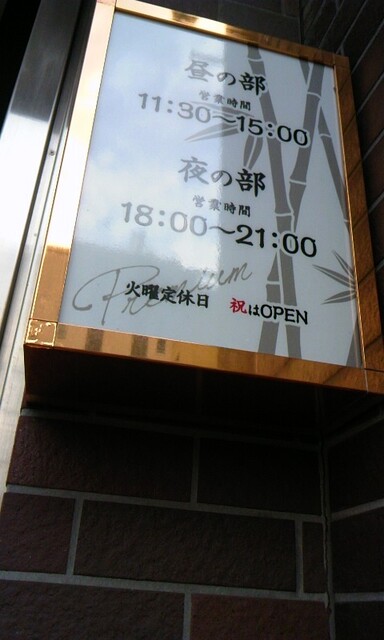 昼の部
営業時間
11:30〜15:00
夜の部
営業時間
18:00〜21:00
Premium
火曜定休日 祝はOPEN